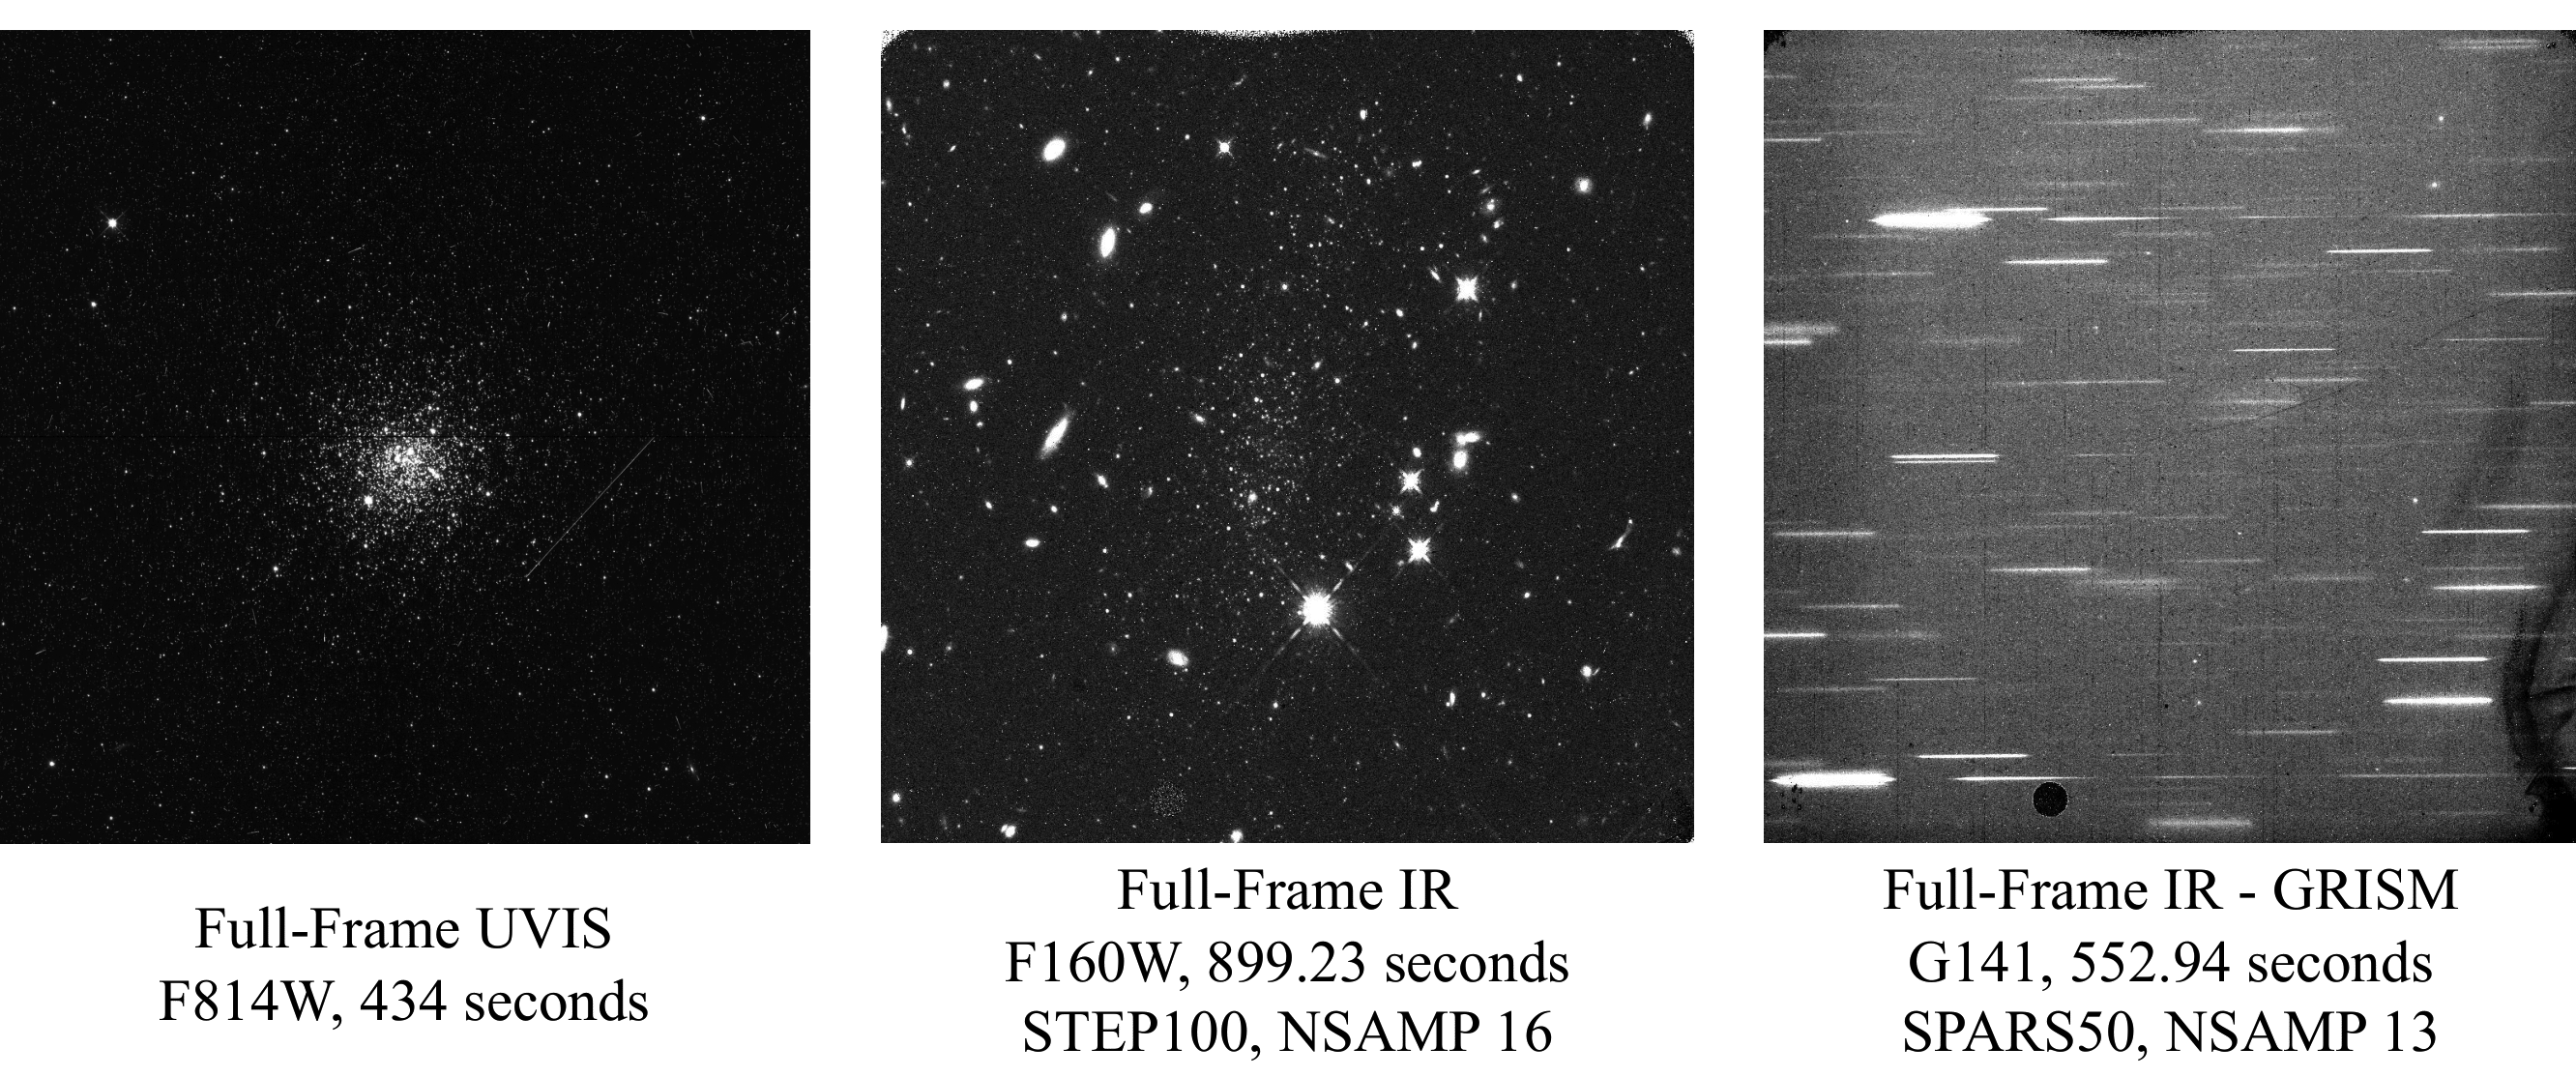 Full-Frame UVIS
F814W, 434 seconds
Full-Frame IR
F160W, 899.23 seconds
STEP100, NSAMP 16
Full-Frame IR - GRISM
G141, 552.94 seconds
SPARS50, NSAMP 13